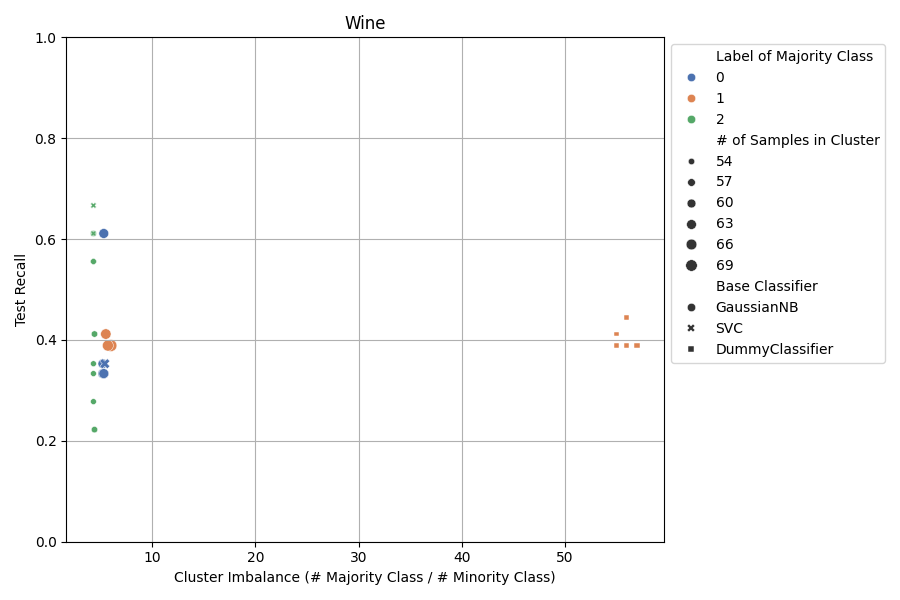 Wine
1.0
0.8
0.6
0.4
0.2
0.0
Test Recall
10
20
30
40
50
Cluster Imbalance (# Majority Class / # Minority Class)
Label of Majority Class
0
1
2
# of Samples in Cluster
54
57
60
63
66
69
Base Classifier
GaussianNB
SVC
DummyClassifier